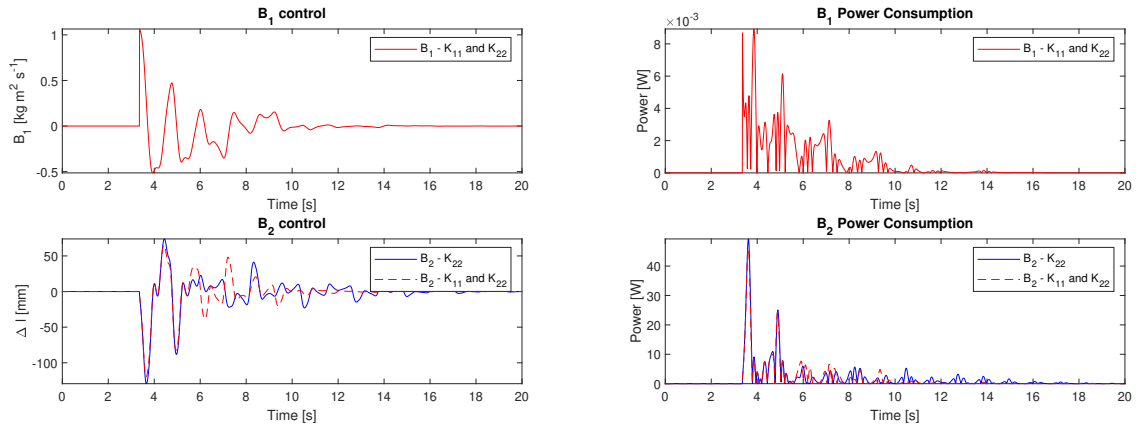 B₁ control
B₁ [kg m² s⁻¹]
1
0.5
0
-0.5
B₁ - K₁₁ and K₂₂
0 2 4 6 8 10 12 14 16 18 20
Time [s]
B₁ Power Consumption
×10⁻³
Power [W]
8
6
4
2
0
B₁ - K₁₁ and K₂₂
0 2 4 6 8 10 12 14 16 18 20
Time [s]
B₂ control
Δ l [mm]
50
0
-50
-100
B₂ - K₂₂
B₂ - K₁₁ and K₂₂
0 2 4 6 8 10 12 14 16 18 20
Time [s]
B₂ Power Consumption
Power [W]
40
30
20
10
0
B₂ - K₂₂
B₂ - K₁₁ and K₂₂
0 2 4 6 8 10 12 14 16 18 20
Time [s]